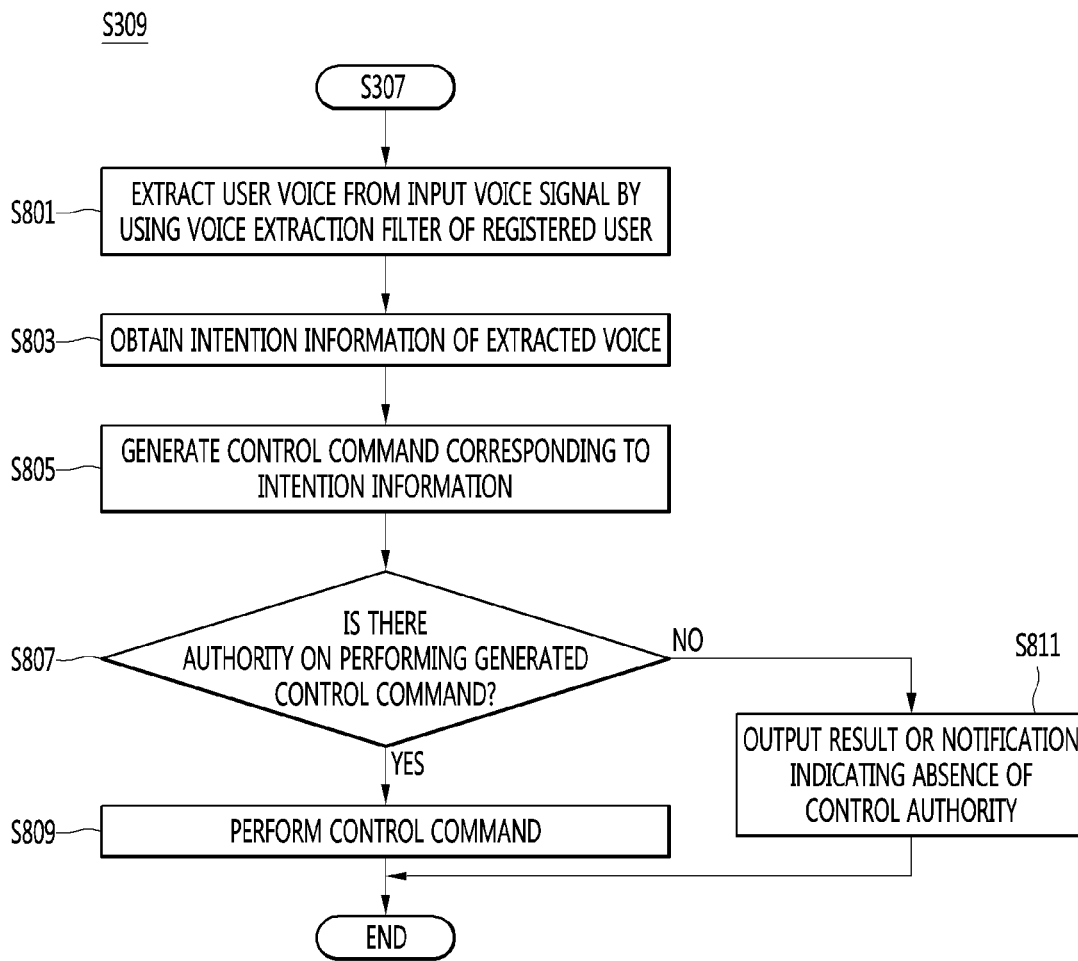 S309
S307
S801
EXTRACT USER VOICE FROM INPUT VOICE SIGNAL BY
USING VOICE EXTRACTION FILTER OF REGISTERED USER
S803
OBTAIN INTENTION INFORMATION OF EXTRACTED VOICE
S805
GENERATE CONTROL COMMAND CORRESPONDING TO
INTENTION INFORMATION
S807
IS THERE
AUTHORITY ON PERFORMING GENERATED
CONTROL COMMAND?
NO
S811
OUTPUT RESULT OR NOTIFICATION
INDICATING ABSENCE OF
CONTROL AUTHORITY
YES
S809
PERFORM CONTROL COMMAND
END